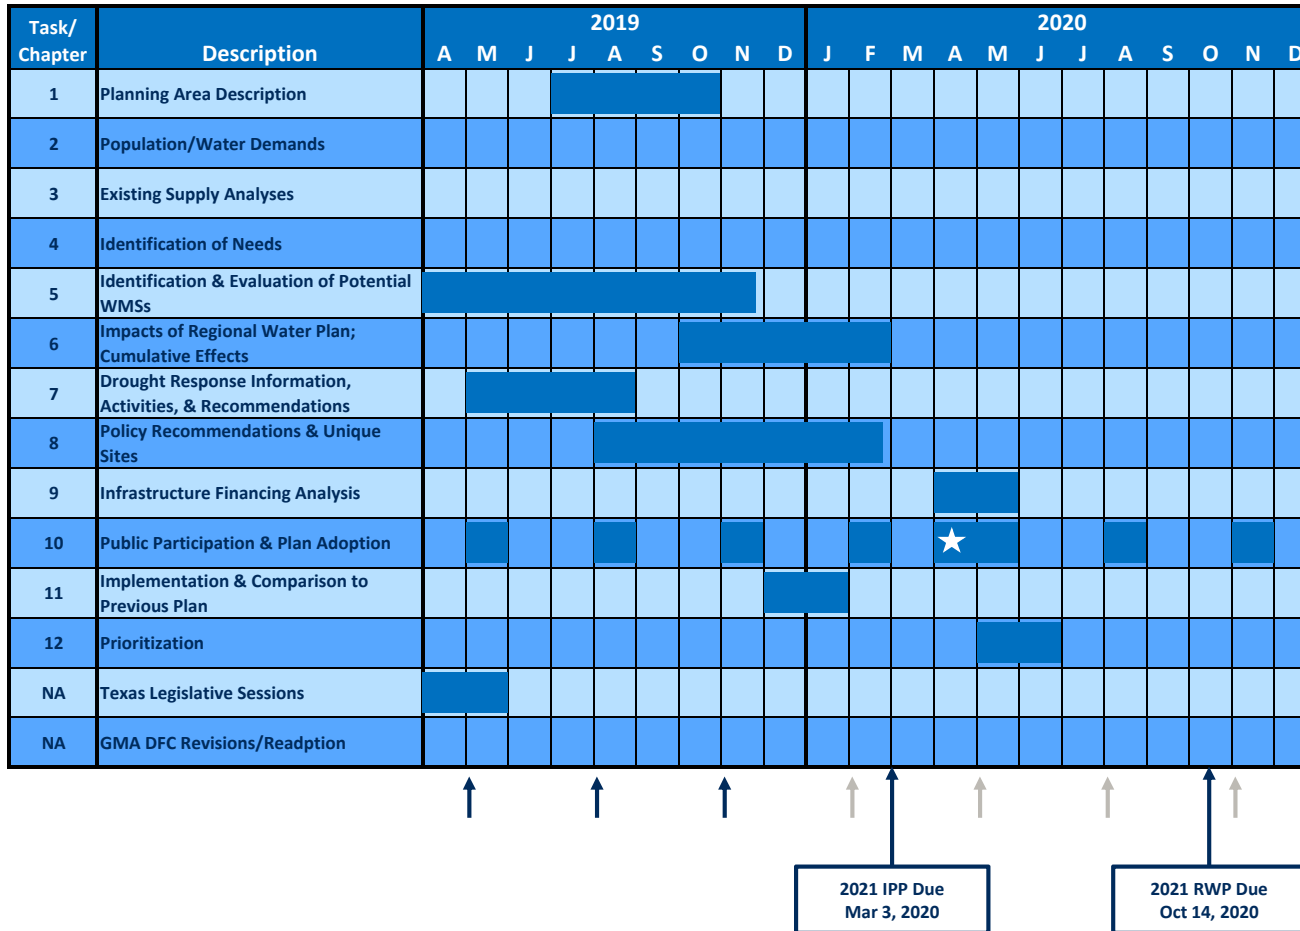 Task/
Chapter
Description
2019
2020
A M J J A S O N D J F M A M J J A S O N D
1 Planning Area Description
2 Population/Water Demands
3 Existing Supply Analyses
4 Identification of Needs
5 Identification & Evaluation of Potential
WMSs
6 Impacts of Regional Water Plan;
Cumulative Effects
7 Drought Response Information,
Activities, & Recommendations
8 Policy Recommendations & Unique
Sites
9 Infrastructure Financing Analysis
10 Public Participation & Plan Adoption
11 Implementation & Comparison to
Previous Plan
12 Prioritization
NA Texas Legislative Sessions
NA GMA DFC Revisions/Readption
2021 IPP Due
Mar 3, 2020
2021 RWP Due
Oct 14, 2020